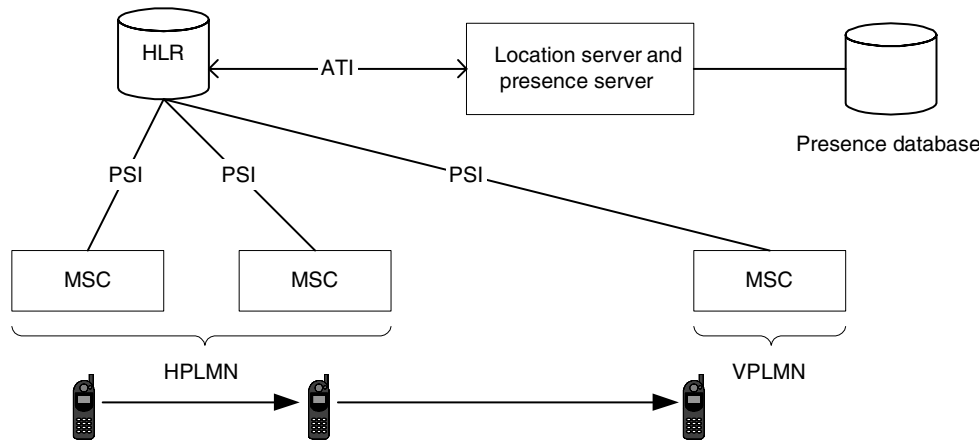 HLR
ATI
Location server and
presence server
Presence database
PSI
PSI
PSI
MSC
MSC
MSC
HPLMN
VPLMN